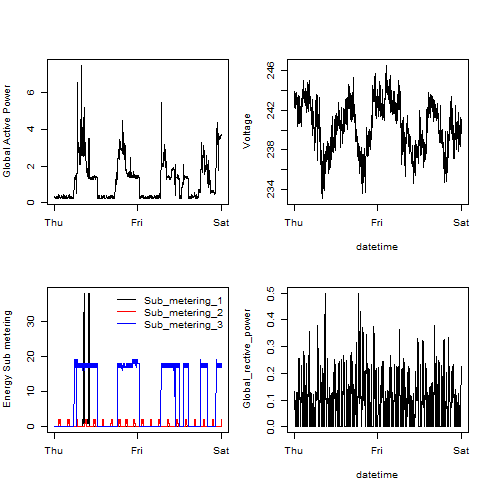 Global Active Power
0 2 4 6
Thu Fri Sat
Voltage
234 238 242 246
Thu Fri Sat
datetime
Energy Sub metering
0 10 20 30
Sub_metering_1
Sub_metering_2
Sub_metering_3
Thu Fri Sat
Global_rective_power
0.0 0.1 0.2 0.3 0.4 0.5
Thu Fri Sat
datetime